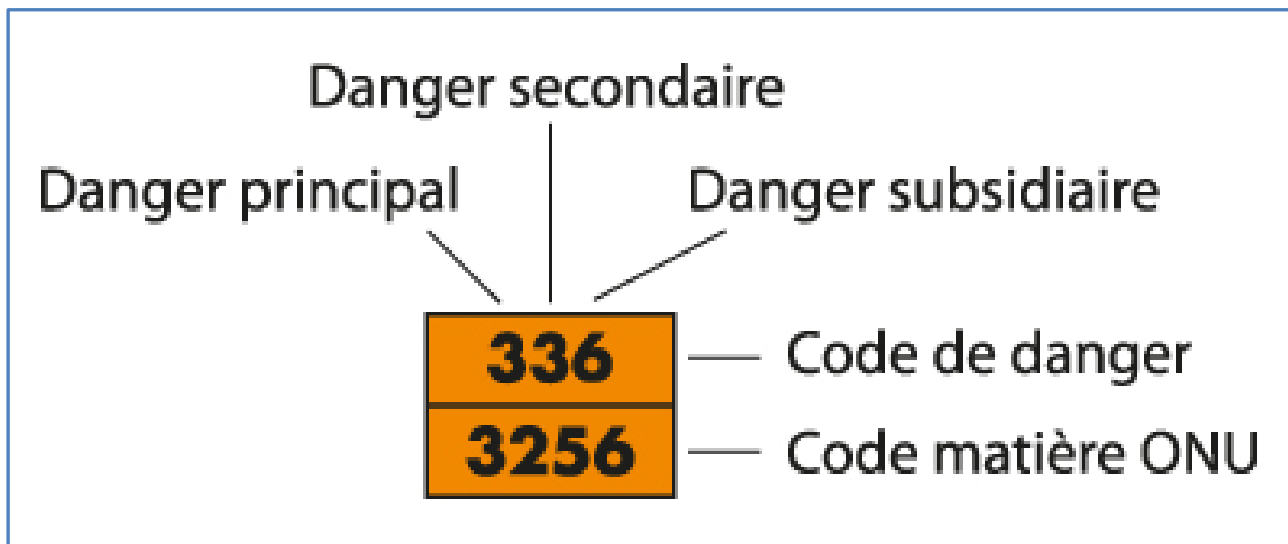 Danger secondaire
Danger principal
Danger subsidiaire
336
Code de danger
3256
Code matière ONU